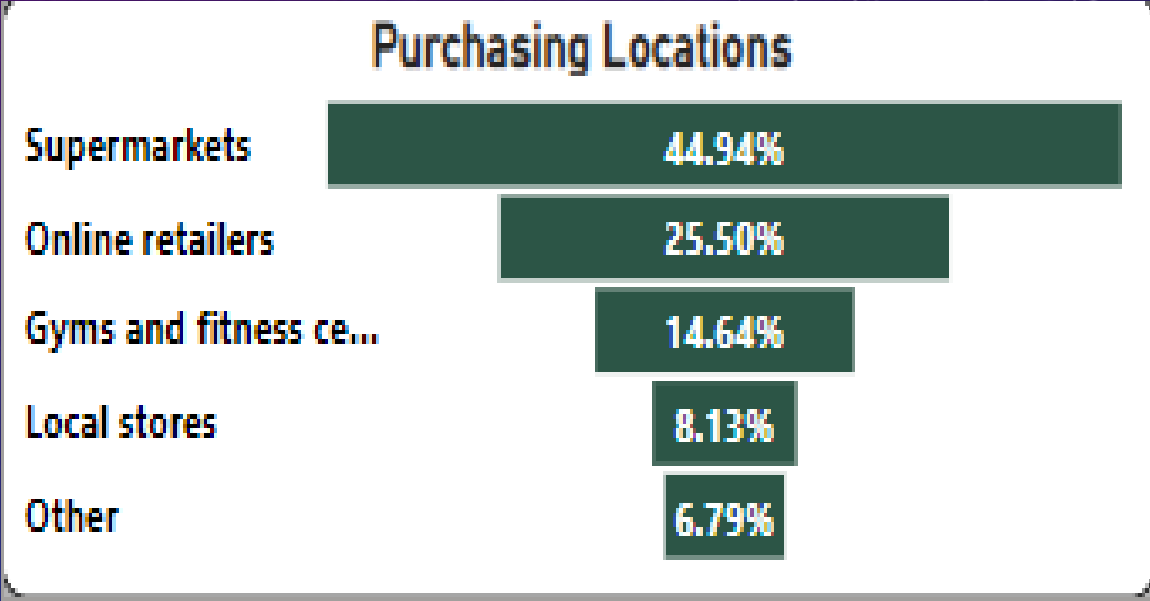 Purchasing Locations
Supermarkets 44.94%
Online retailers 25.50%
Gyms and fitness ce... 14.64%
Local stores 8.13%
Other 6.79%